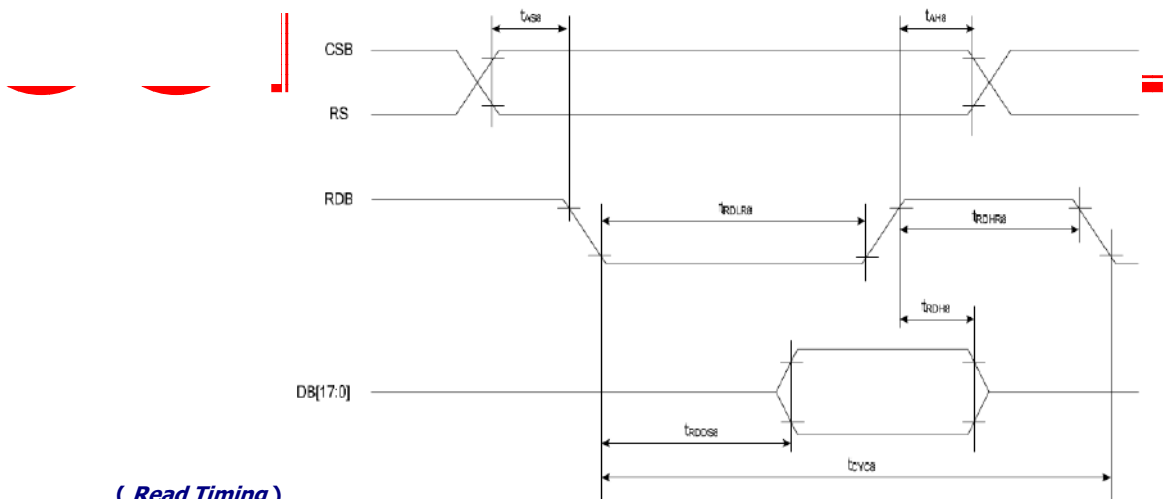 tAS8
tAH8
CSB
RS
RDB
tRDLR8
tRDHR8
tRDH8
DB[17:0]
tRDDS8
tCYC8
( Read Timing )